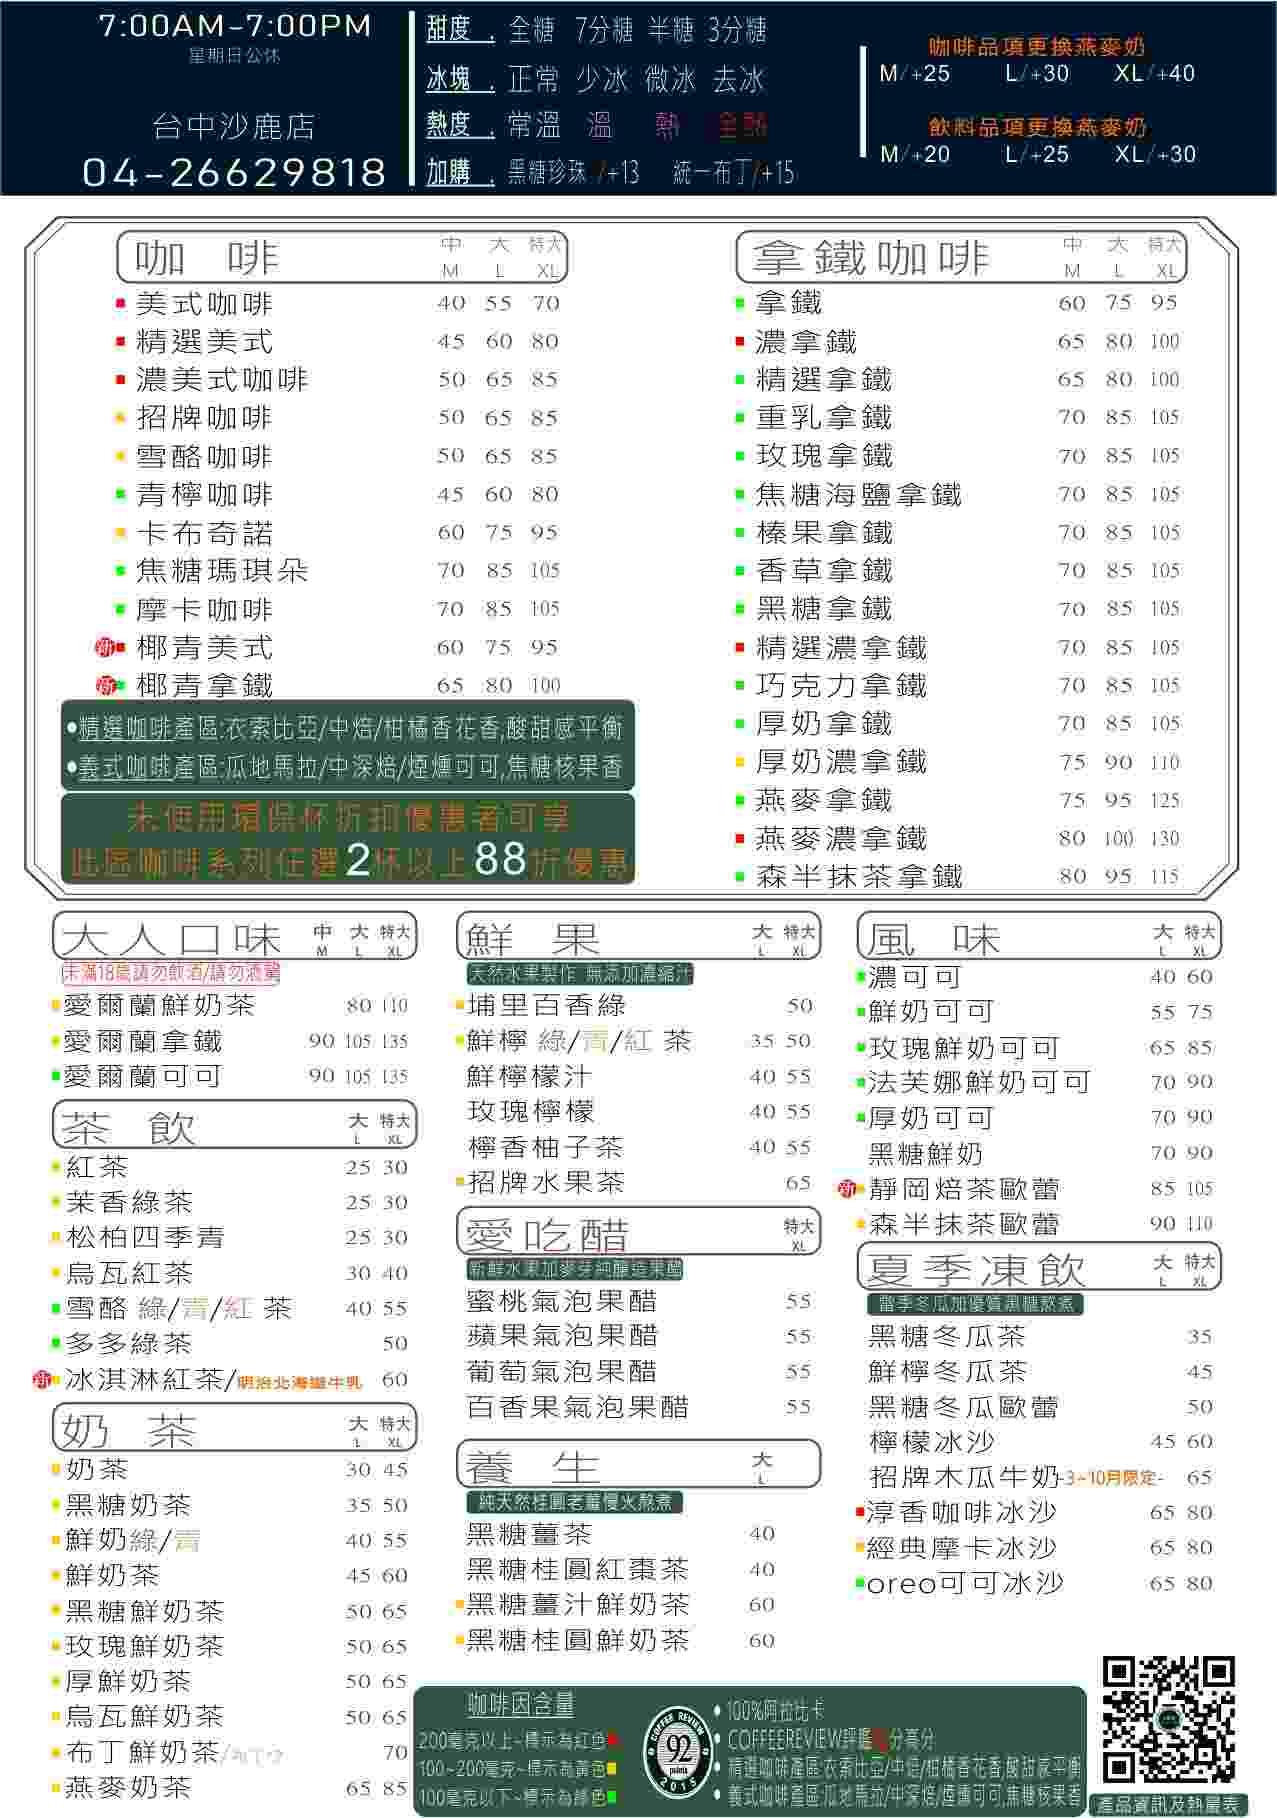 7:00AM-7:00PM
星期日公休
台中沙鹿店
04-26629818
甜度 . 全糖 7分糖 半糖 3分糖
冰塊 . 正常 少冰 微冰 去冰
熱度 . 常溫 溫 熱 全熱
加購 . 黑糖珍珠/+13 統一布丁/+15
咖啡品項更換燕麥奶
M/+25 L/+30 XL/+40
飲料品項更換燕麥奶
M/+20 L/+25 XL/+30
咖啡 中 大 特大
M L XL
美式咖啡 40 55 70
精選美式 45 60 80
濃美式咖啡 50 65 85
招牌咖啡 50 65 85
雪酪咖啡 50 65 85
青檸咖啡 45 60 80
卡布奇諾 60 75 95
焦糖瑪琪朵 70 85 105
摩卡咖啡 70 85 105
新 椰青美式 60 75 95
新 椰青拿鐵 65 80 100
•精選咖啡產區:衣索比亞/中焙/柑橘香花香,酸甜感平衡
•義式咖啡產區:瓜地馬拉/中深焙/煙燻可可,焦糖核果香
未使用環保杯折扣優惠者可享
此區咖啡系列任選2杯以上88折優惠
拿鐵咖啡 中 大 特大
M L XL
拿鐵 60 75 95
濃拿鐵 65 80 100
精選拿鐵 65 80 100
重乳拿鐵 70 85 105
玫瑰拿鐵 70 85 105
焦糖海鹽拿鐵 70 85 105
榛果拿鐵 70 85 105
香草拿鐵 70 85 105
黑糖拿鐵 70 85 105
精選濃拿鐵 70 85 105
巧克力拿鐵 70 85 105
厚奶拿鐵 70 85 105
厚奶濃拿鐵 75 90 110
燕麥拿鐵 75 95 125
燕麥濃拿鐵 80 100 130
森半抹茶拿鐵 80 95 115
大人口味 中 大 特大
M L XL
未滿18歲請勿飲酒/請勿酒駕
愛爾蘭鮮奶茶 80 110
愛爾蘭拿鐵 90 105 135
愛爾蘭可可 90 105 135
茶飲 大 特大
L XL
紅茶 25 30
茉香綠茶 25 30
松柏四季青 25 30
烏瓦紅茶 30 40
雪酪 綠/青/紅 茶 40 55
多多綠茶 50
新 冰淇淋紅茶/明治北海道牛乳 60
奶茶 大 特大
L XL
奶茶 30 45
黑糖奶茶 35 50
鮮奶綠/青 40 55
鮮奶茶 45 60
黑糖鮮奶茶 50 65
玫瑰鮮奶茶 50 65
厚鮮奶茶 50 65
烏瓦鮮奶茶 50 65
布丁鮮奶茶/ 70
燕麥奶茶 65 85
鮮果 大 特大
L XL
天然水果製作 無添加濃縮汁
埔里百香綠 50
鮮檸 綠/青/紅 茶 35 50
鮮檸檬汁 40 55
玫瑰檸檬 40 55
檸香柚子茶 40 55
招牌水果茶 65
愛吃醋 特大
XL
新鮮水果加麥芽純釀造果醋
蜜桃氣泡果醋 55
蘋果氣泡果醋 55
葡萄氣泡果醋 55
百香果氣泡果醋 55
養生 大
L
純天然桂圓老薑慢火熬煮
黑糖薑茶 40
黑糖桂圓紅棗茶 40
黑糖薑汁鮮奶茶 60
黑糖桂圓鮮奶茶 60
風味 大 特大
L XL
濃可可 40 60
鮮奶可可 55 75
玫瑰鮮奶可可 65 85
法芙娜鮮奶可可 70 90
厚奶可可 70 90
黑糖鮮奶 70 90
新 靜岡焙茶歐蕾 85 105
森半抹茶歐蕾 90 110
夏季凍飲 大 特大
L XL
當季冬瓜加優質黑糖熬煮
黑糖冬瓜茶 35
鮮檸冬瓜茶 45
黑糖冬瓜歐蕾 50
檸檬冰沙 45 60
招牌木瓜牛奶-3~10月限定- 65
淳香咖啡冰沙 65 80
經典摩卡冰沙 65 80
oreo可可冰沙 65 80
咖啡因含量
200毫克以上~標示為紅色
100~200毫克~標示為黃色
100毫克以下~標示為綠色
COFFEE REVIEW
92
points
2015
•100%阿拉比卡
•COFFEEREVIEW評鑑92分高分
•精選咖啡產區:衣索比亞/中焙/柑橘香花香,酸甜感平衡
•義式咖啡產區:瓜地馬拉/中深焙/煙燻可可,焦糖核果香
產品資訊及熱量表